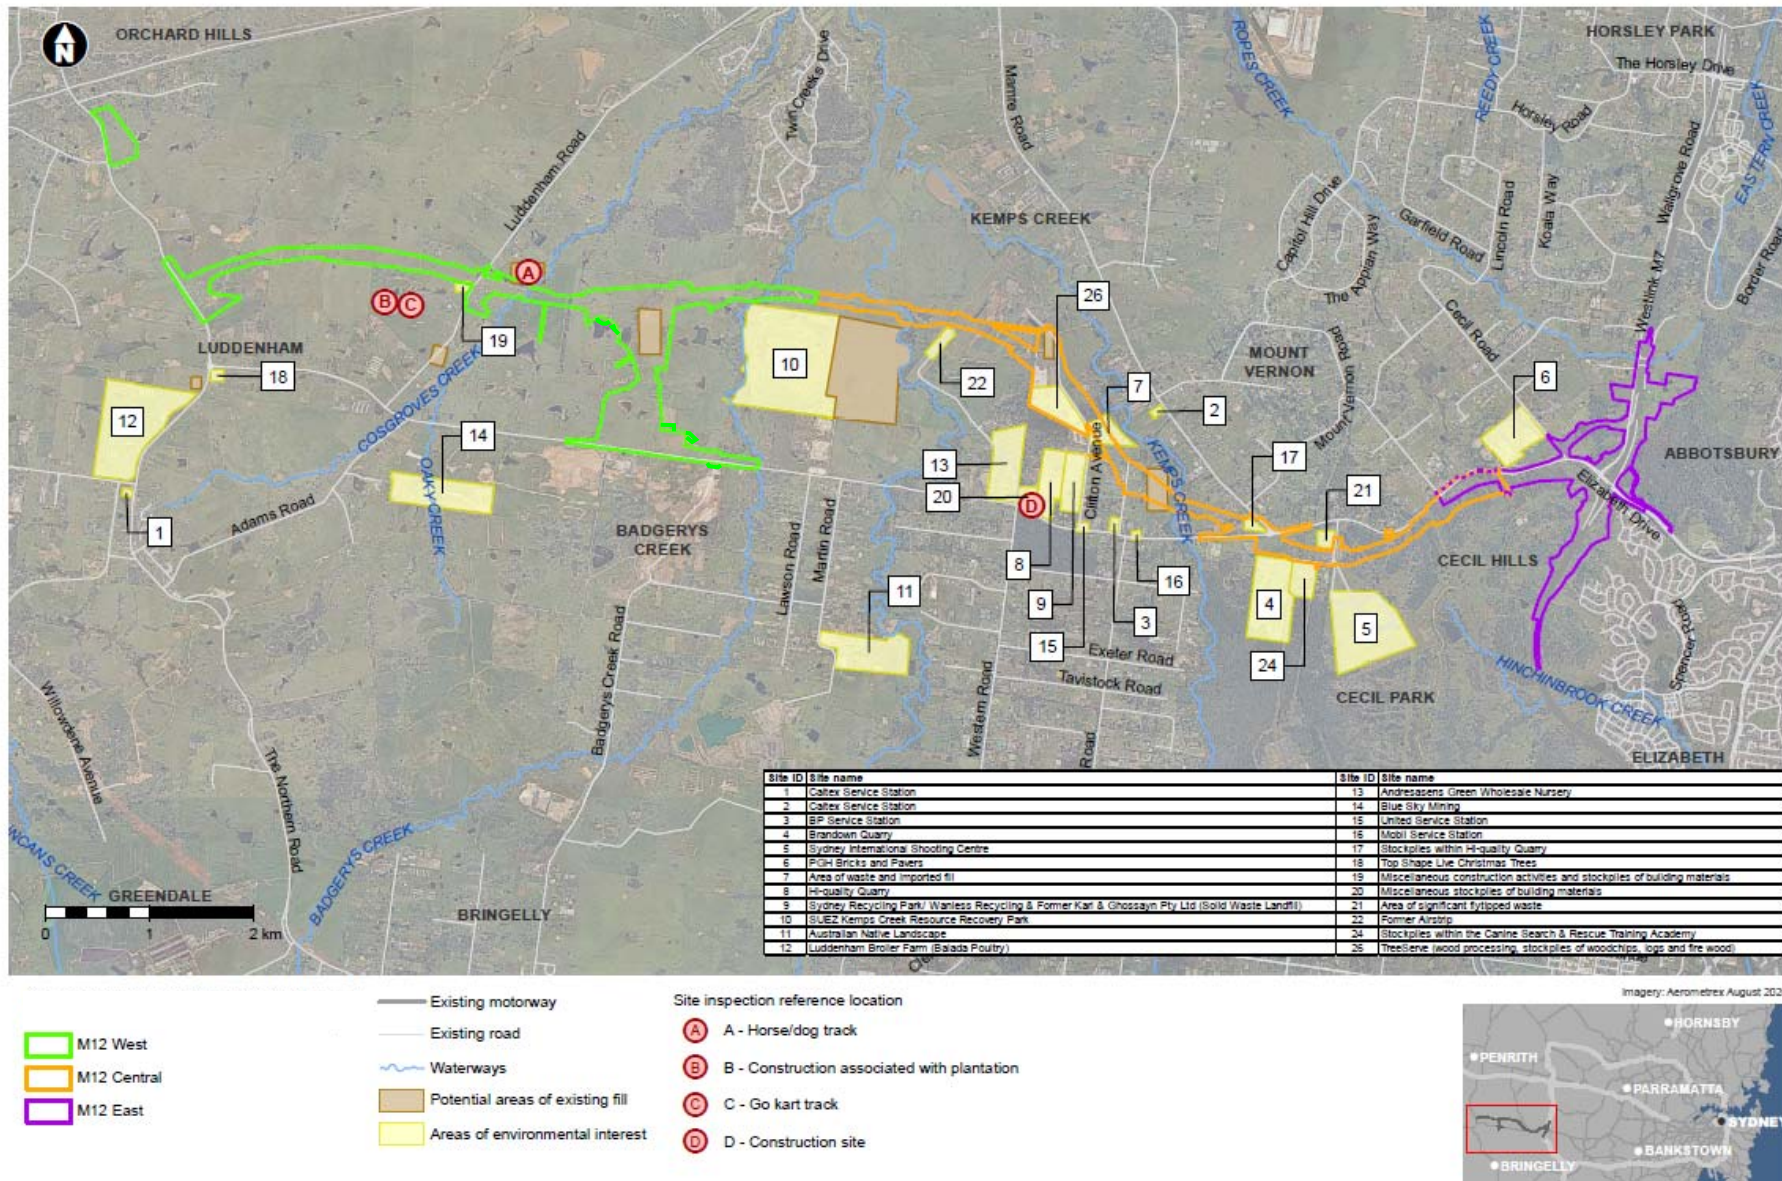 ORCHARD HILLS
HORSLEY PARK
The Horsley Drive
ROPES CREEK
REEDY CREEK
EASTERN CREEK
Twin Creeks Drive
Mamre Road
Horsley Road
Wallgrove Road
Luddenham Road
KEMPS CREEK
Capitol Hill Drive
The Appian Way
Garfield Road
Lincoln Road
Koala Way
Westlink M7
Border Road
A
B
C
26
Cecil Road
LUDDENHAM
19
18
10
22
MOUNT
VERNON
Mount Vernon Road
6
7
2
12
COSGROVES CREEK
14
OAKY CREEK
13
20
D
Clifton Avenue
KEMPS CREEK
17
21
ABBOTSBURY
Elizabeth Drive
1
Adams Road
BADGERYS
CREEK
Lawson Road
Martin Road
8
16
CECIL HILLS
11
9
3
4
5
15
Exeter Road
24
Tavistock Road
CECIL PARK
HINCHINBROOK CREEK
Spencer Road
Willowdene Avenue
The Northern Road
Badgerys Creek Road
Western Road
Road
ELIZABETH
BADGERYS CREEK
NCANS CREEK
GREENDALE
BRINGELLY
0 1 2 km
N
Site ID Site name Site ID Site name
1 Caltex Service Station 13 Andresasens Green Wholesale Nursery
2 Caltex Service Station 14 Blue Sky Mining
3 BP Service Station 15 United Service Station
4 Brandown Quarry 16 Mobil Service Station
5 Sydney International Shooting Centre 17 Stockpiles within Hi-quality Quarry
6 PGH Bricks and Pavers 18 Top Shape Live Christmas Trees
7 Area of waste and imported fill 19 Miscellaneous construction activities and stockpiles of building materials
8 Hi-quality Quarry 20 Miscellaneous stockpiles of building materials
9 Sydney Recycling Park/ Wanless Recycling & Former Kari & Ghossayn Pty Ltd (Solid Waste Landfill) 21 Area of significant flytipped waste
10 SUEZ Kemps Creek Resource Recovery Park 22 Former Airstrip
11 Australian Native Landscape 24 Stockpiles within the Canine Search & Rescue Training Academy
12 Luddenham Broiler Farm (Balada Poultry) 26 TreeServe (wood processing, stockpiles of woodchips, logs and fire wood)
Imagery: Aerometrex August 202
M12 West
M12 Central
M12 East
Existing motorway
Existing road
Waterways
Potential areas of existing fill
Areas of environmental interest
Site inspection reference location
A A - Horse/dog track
B B - Construction associated with plantation
C C - Go kart track
D D - Construction site
HORNSBY
PENRITH
PARRAMATTA
SYDNEY
BANKSTOWN
BRINGELLY